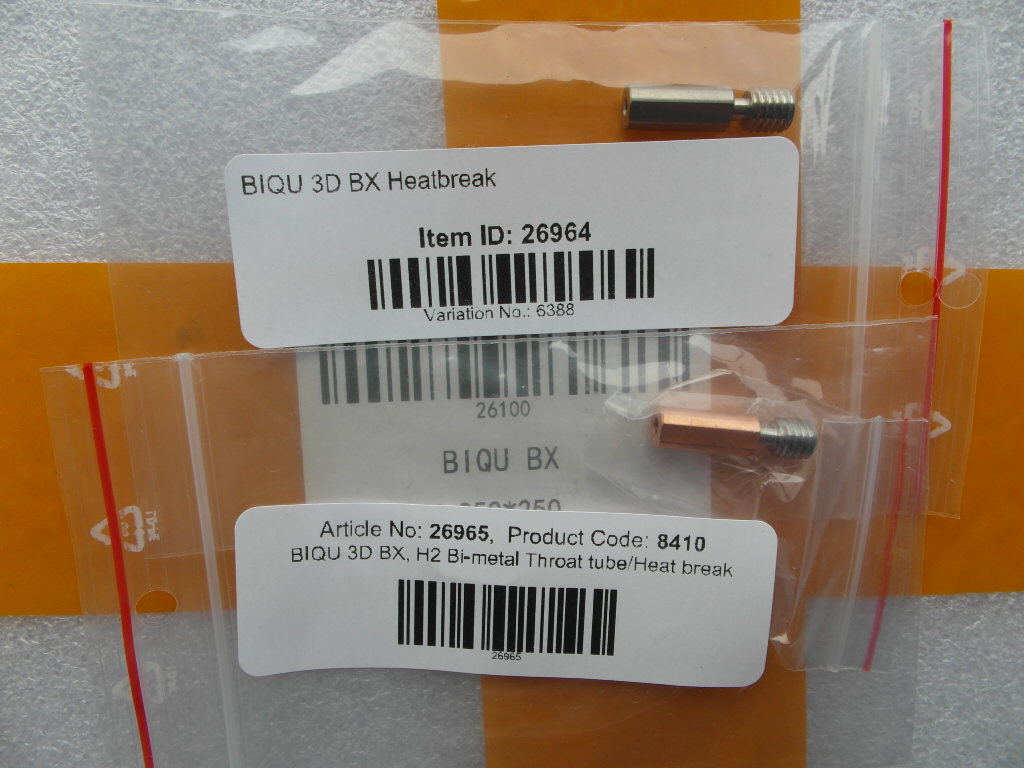 BIQU 3D BX Heatbreak
Item ID: 26964
Variation No.: 6388
26100
BIQU BX
Article No: 26965, Product Code: 8410
BIQU 3D BX, H2 Bi-metal Throat tube/Heat break
26965